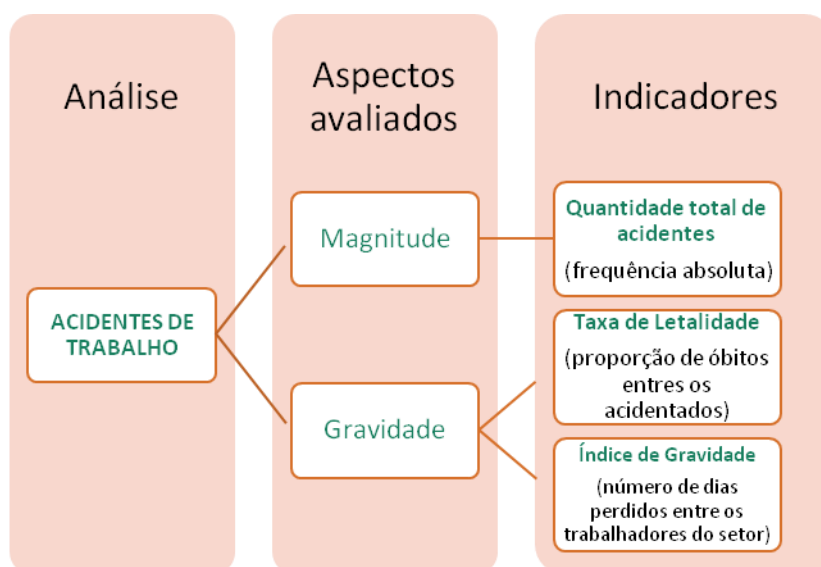 Análise
Aspectos
avaliados
Indicadores
ACIDENTES DE
TRABALHO
Magnitude
Gravidade
Quantidade total de
acidentes
(frequência absoluta)
Taxa de Letalidade
(proporção de óbitos
entres os
acidentados)
Índice de Gravidade
(número de dias
perdidos entre os
trabalhadores do setor)